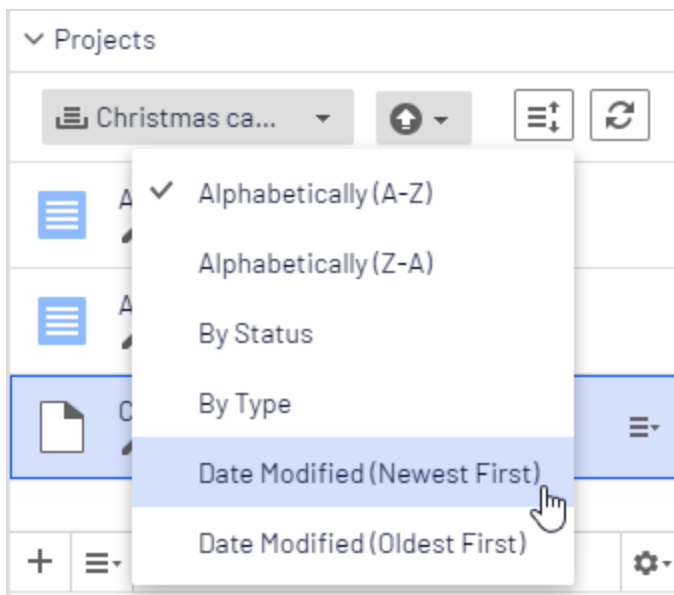 Projects
Christmas ca...
Alphabetically (A-Z)
Alphabetically (Z-A)
By Status
By Type
Date Modified (Newest First)
Date Modified (Oldest First)